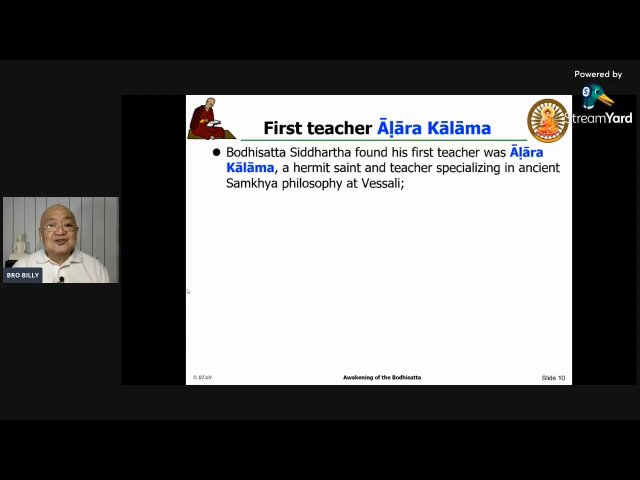 Powered by
StreamYard
First teacher Āḷāra Kālāma
● Bodhisatta Siddhartha found his first teacher was Āḷāra
Kālāma, a hermit saint and teacher specializing in ancient
Samkhya philosophy at Vessali;
BRO BILLY
© BTAN
Awakening of the Bodhisatta
Slide 10